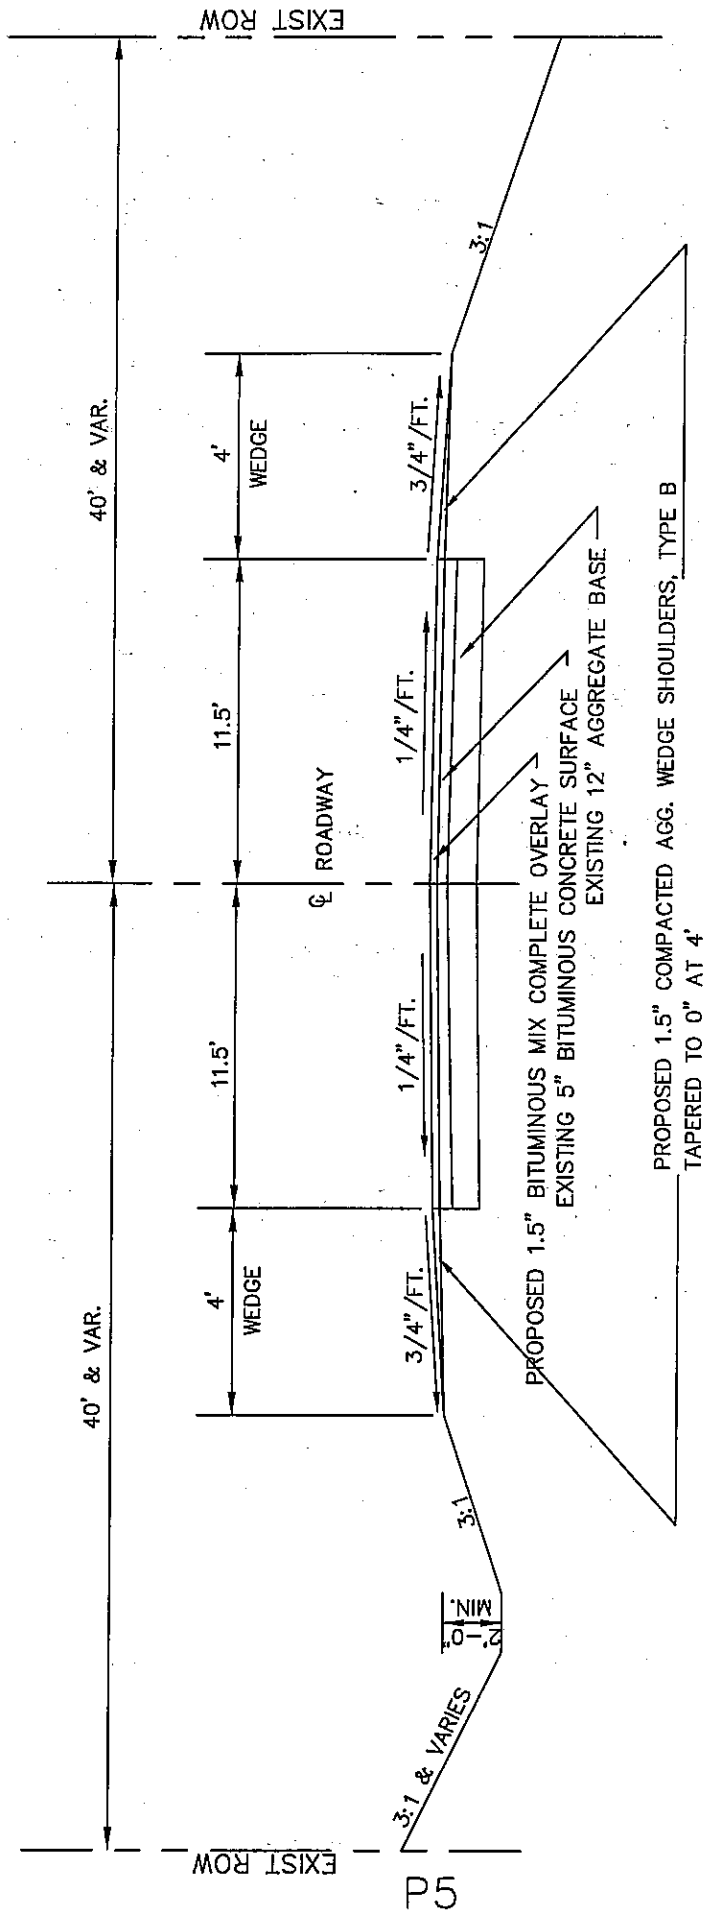 EXIST ROW
EXIST ROW
40' & VAR.
40' & VAR.
4'
WEDGE
11.5'
11.5'
4'
WEDGE
℄ ROADWAY
3/4"/FT.
1/4"/FT.
1/4"/FT.
3/4"/FT.
3:1 & VARIES
2'-0"
MIN.
3:1
3:1
PROPOSED 1.5" BITUMINOUS MIX COMPLETE OVERLAY
EXISTING 5" BITUMINOUS CONCRETE SURFACE
EXISTING 12" AGGREGATE BASE
PROPOSED 1.5" COMPACTED AGG. WEDGE SHOULDERS, TYPE B
TAPERED TO 0" AT 4'
P5